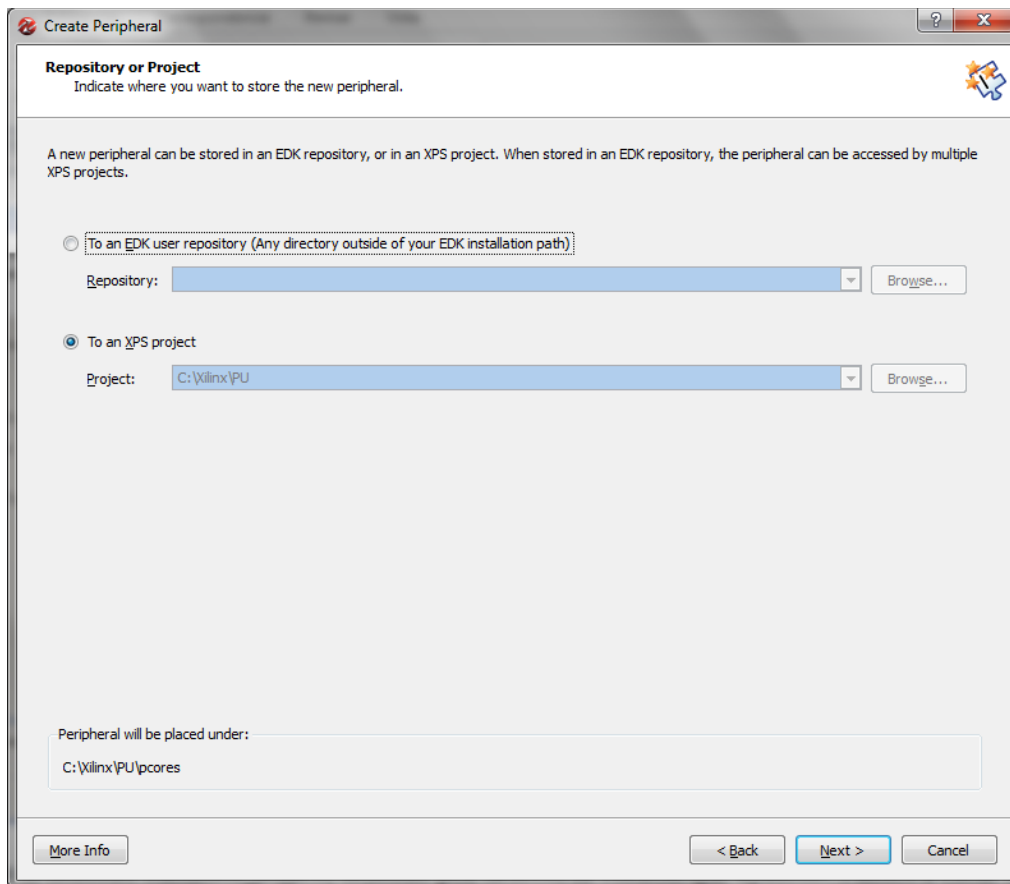 Create Peripheral
?
Repository or Project
Indicate where you want to store the new peripheral.
A new peripheral can be stored in an EDK repository, or in an XPS project. When stored in an EDK repository, the peripheral can be accessed by multiple
XPS projects.
To an EDK user repository (Any directory outside of your EDK installation path)
Repository:
Browse...
To an XPS project
Project:
C:\Xilinx\PU
Browse...
Peripheral will be placed under:
C:\Xilinx\PU\pcores
More Info
< Back
Next >
Cancel